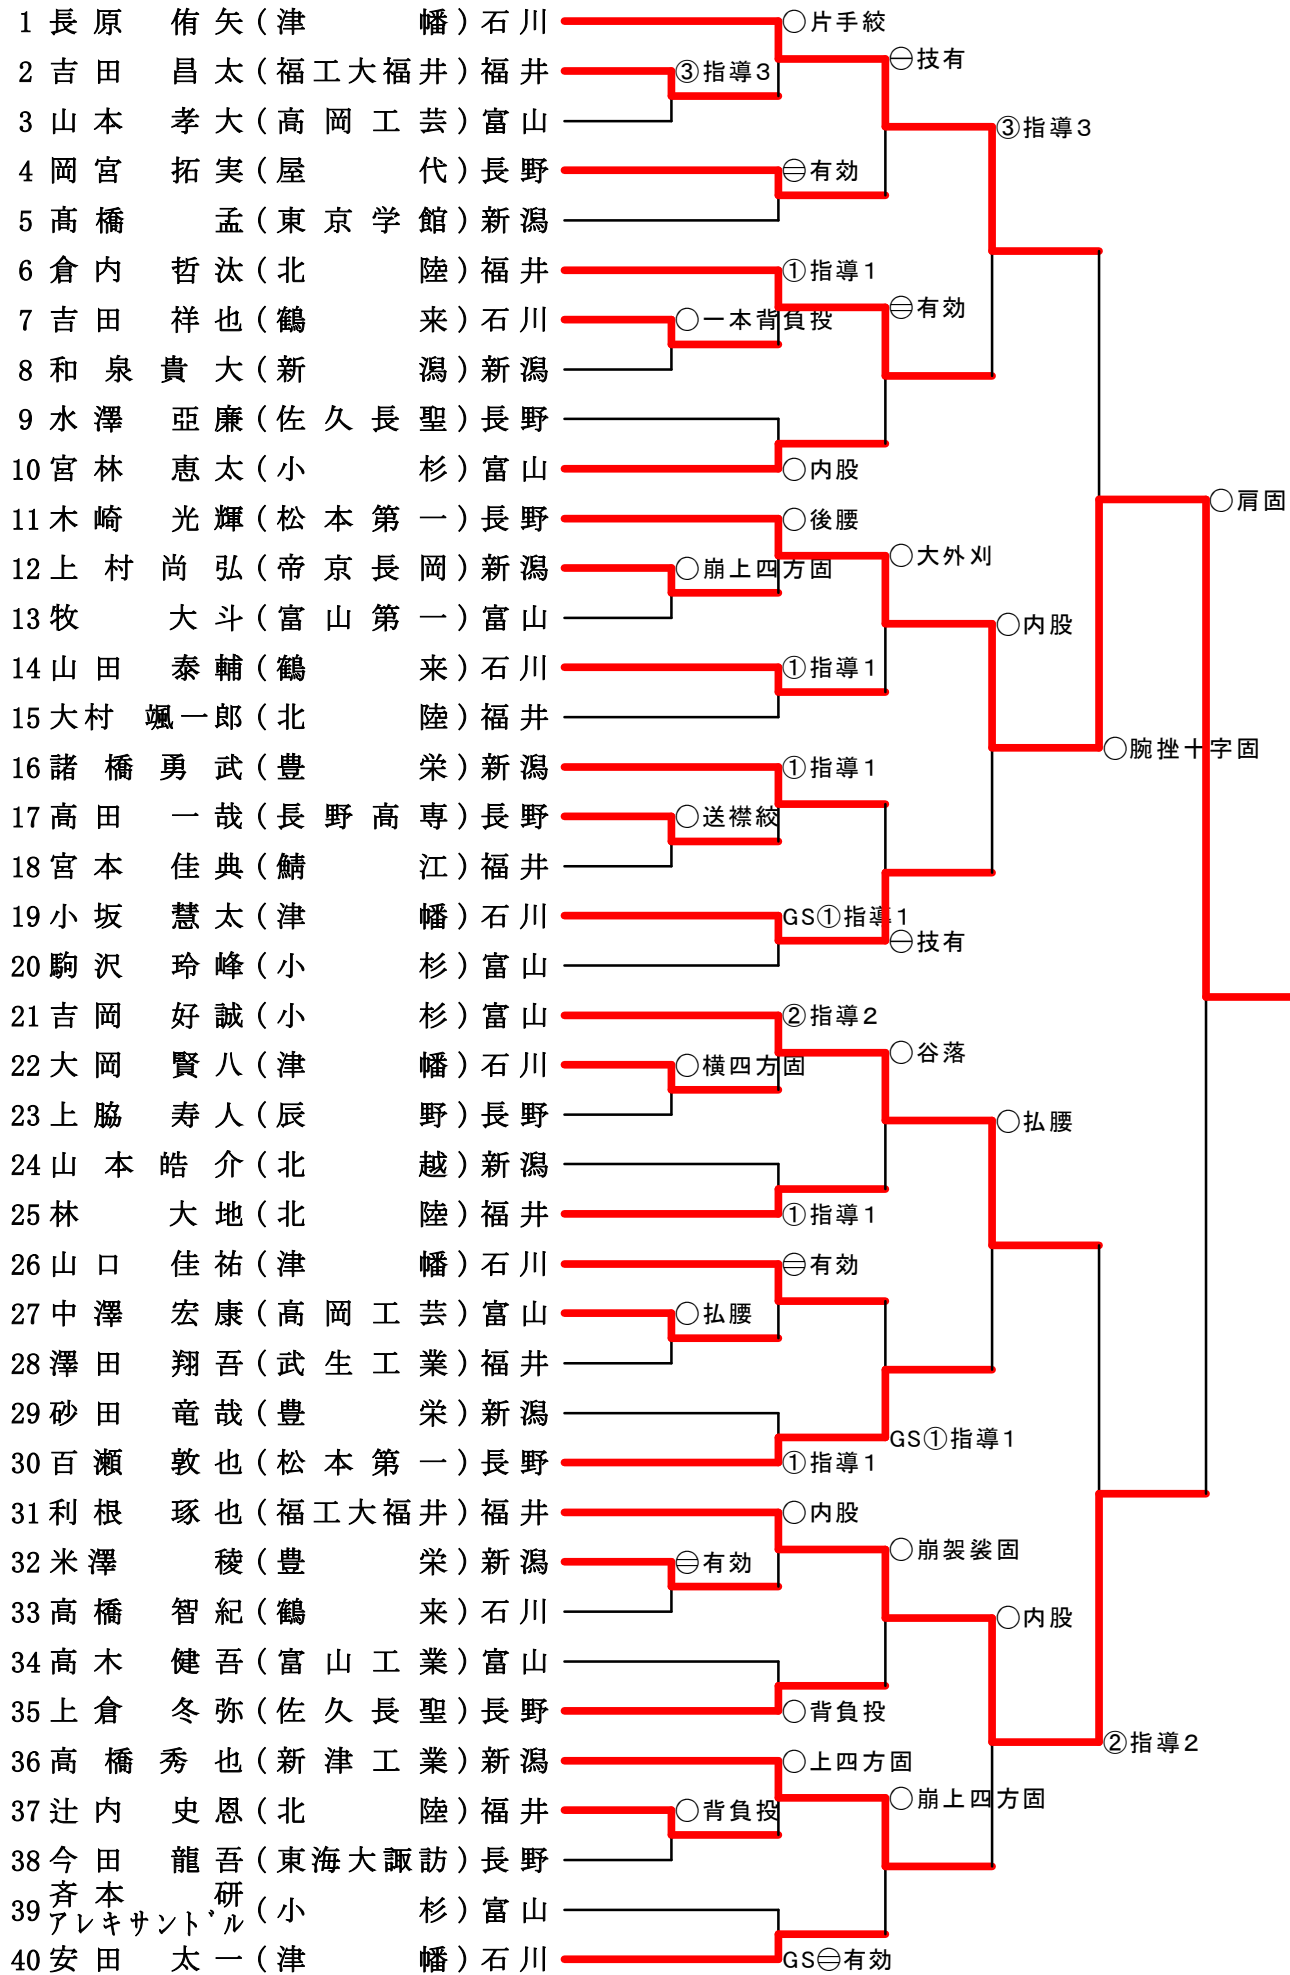 1 長原 侑矢 (津幡) 石川 ○片手絞
㊀技有
2 吉田 昌太 (福工大福井) 福井 ③指導3
3 山本 孝大 (高岡工芸) 富山
③指導3
4 岡宮 拓実 (屋代) 長野 ㊁有効
5 髙橋 孟 (東京学館) 新潟
6 倉内 哲汰 (北陸) 福井 ①指導1
㊁有効
7 吉田 祥也 (鶴来) 石川 ○一本背負投
8 和泉 貴大 (新潟) 新潟
9 水澤 亞廉 (佐久長聖) 長野
10 宮林 恵太 (小杉) 富山 ○内股
○肩固
11 木崎 光輝 (松本第一) 長野 ○後腰
○大外刈
12 上村 尚弘 (帝京長岡) 新潟 ○崩上四方固
13 牧 大斗 (富山第一) 富山
○内股
14 山田 泰輔 (鶴来) 石川 ①指導1
15 大村 颯一郎 (北陸) 福井
○腕挫十字固
16 諸橋 勇武 (豊栄) 新潟 ①指導1
17 高田 一哉 (長野高専) 長野 ○送襟絞
18 宮本 佳典 (鯖江) 福井
19 小坂 慧太 (津幡) 石川 GS①指導1
㊀技有
20 駒沢 玲峰 (小杉) 富山
21 吉岡 好誠 (小杉) 富山 ②指導2
○谷落
22 大岡 賢八 (津幡) 石川 ○横四方固
23 上脇 寿人 (辰野) 長野
○払腰
24 山本 皓介 (北越) 新潟
25 林 大地 (北陸) 福井 ①指導1
26 山口 佳祐 (津幡) 石川 ㊁有効
27 中澤 宏康 (高岡工芸) 富山 ○払腰
28 澤田 翔吾 (武生工業) 福井
29 砂田 竜哉 (豊栄) 新潟
GS①指導1
30 百瀬 敦也 (松本第一) 長野 ①指導1
31 利根 琢也 (福工大福井) 福井 ○内股
○崩袈裟固
32 米澤 稜 (豊栄) 新潟 ㊁有効
33 高橋 智紀 (鶴来) 石川
○内股
34 高木 健吾 (富山工業) 富山
35 上倉 冬弥 (佐久長聖) 長野 ○背負投
②指導2
36 高橋 秀也 (新津工業) 新潟 ○上四方固
○崩上四方固
37 辻内 史恩 (北陸) 福井 ○背負投
38 今田 龍吾 (東海大諏訪) 長野
39 斉本 研 (小杉) 富山
アレキサンドル
40 安田 太一 (津幡) 石川 GS㊁有効